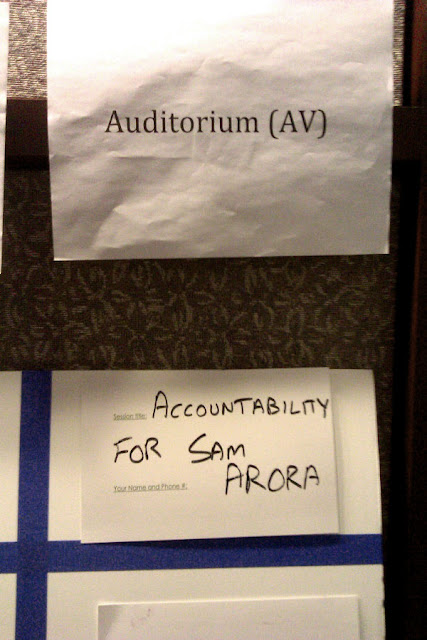 Auditorium (AV)
Session Title: ACCOUNTABILITY
FOR SAM
ARORA
Your Name and Phone #: